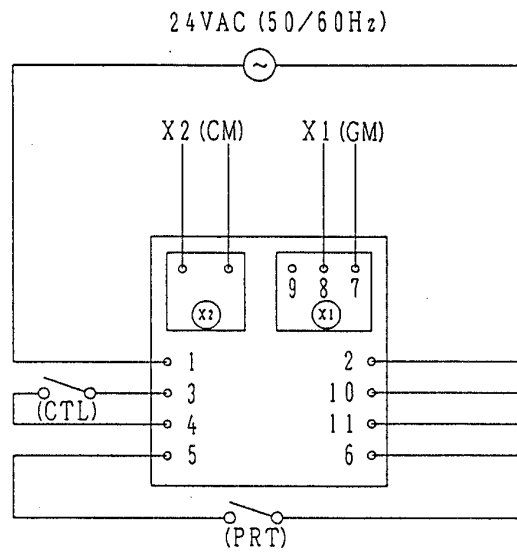 24VAC (50/60Hz)
~
X2 (CM) X1 (GM)
9 8 7
X2 X1
1 2
3 10
(CTL)
4 11
5 6
(PRT)